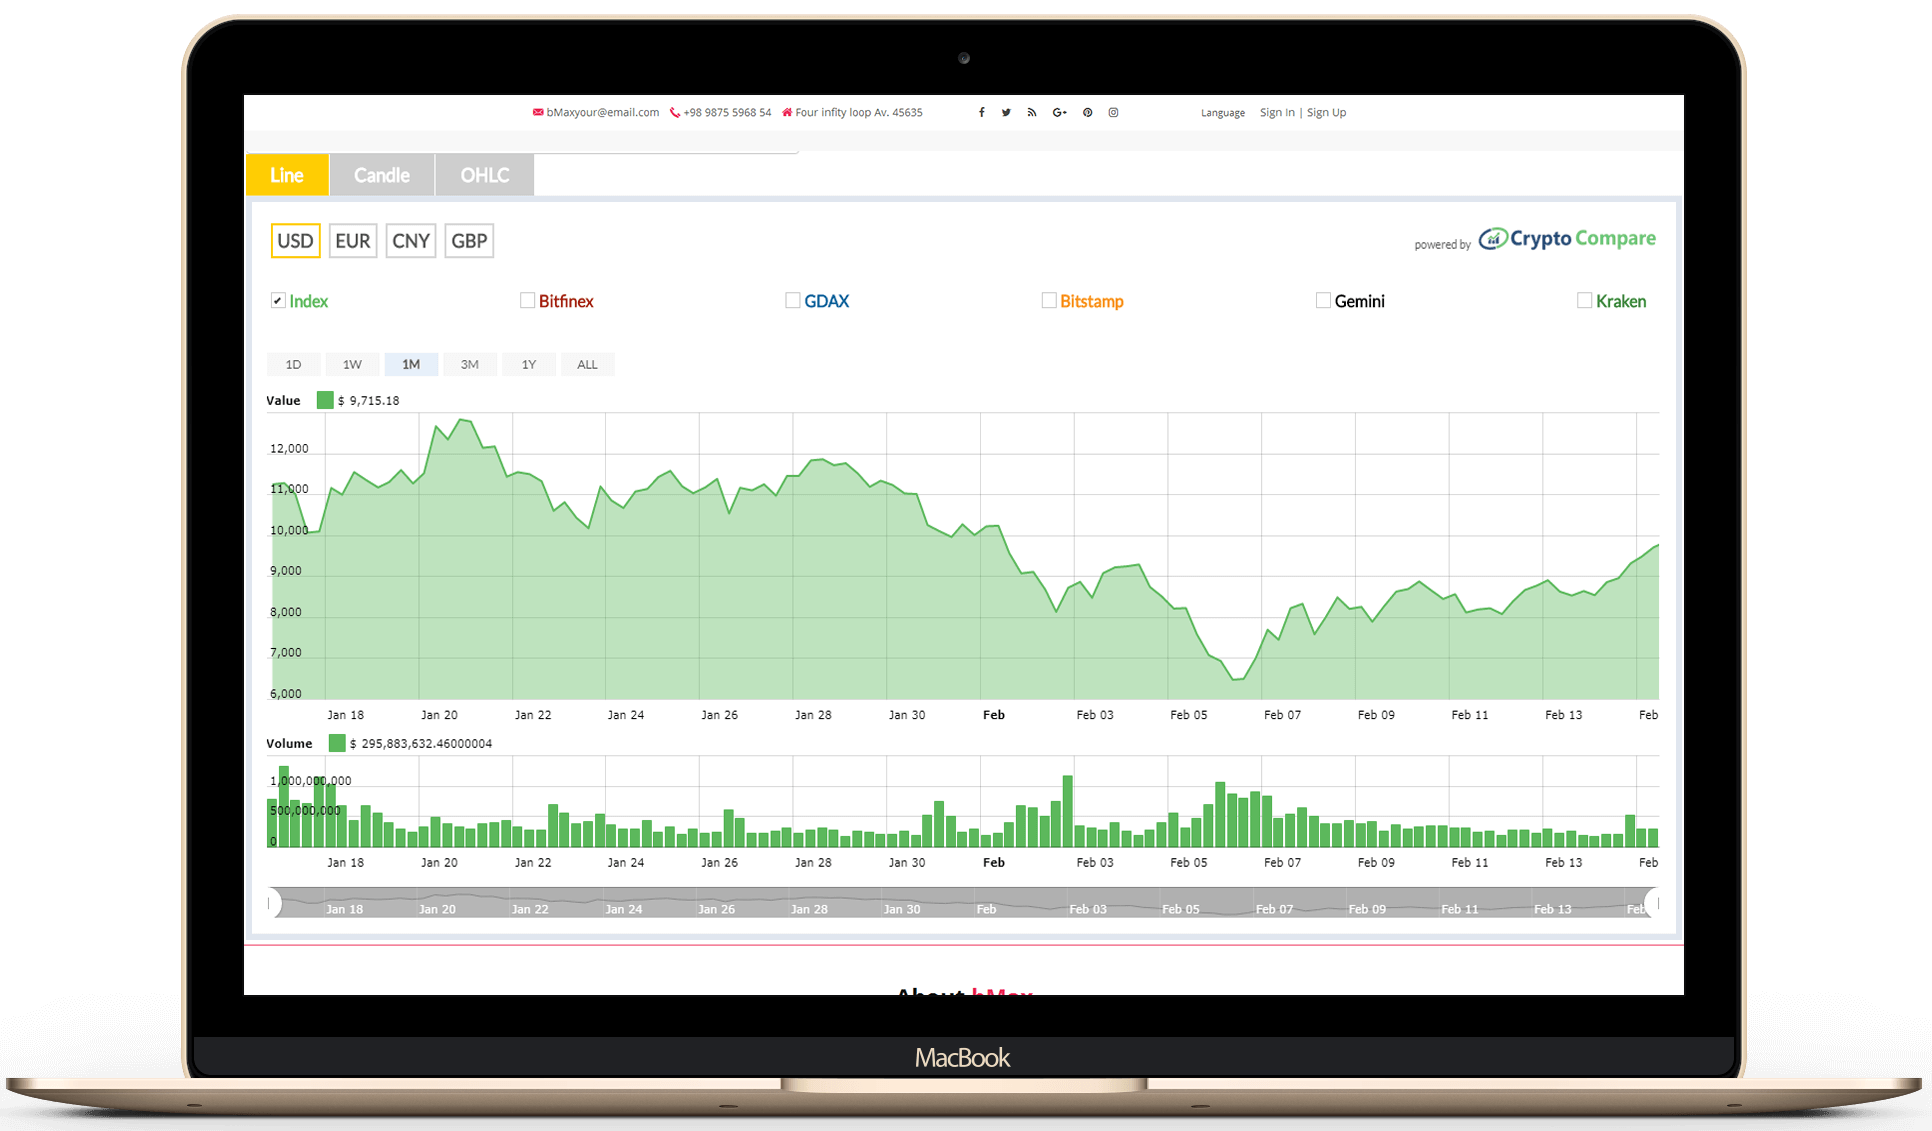 bMaxyour@email.com +98 9875 5968 54 Four infity loop Av. 45635 Language Sign In | Sign Up
Line Candle OHLC
USD EUR CNY GBP
powered by Crypto Compare
Index Bitfinex GDAX Bitstamp Gemini Kraken
1D 1W 1M 3M 1Y ALL
Value $ 9,715.18
12,000
11,000
10,000
9,000
8,000
7,000
6,000
Jan 18 Jan 20 Jan 22 Jan 24 Jan 26 Jan 28 Jan 30 Feb Feb 03 Feb 05 Feb 07 Feb 09 Feb 11 Feb 13 Feb
Volume $ 295,883,632.46000004
1,000,000,000
500,000,000
0
Jan 18 Jan 20 Jan 22 Jan 24 Jan 26 Jan 28 Jan 30 Feb Feb 03 Feb 05 Feb 07 Feb 09 Feb 11 Feb 13 Feb
Jan 18 Jan 20 Jan 22 Jan 24 Jan 26 Jan 28 Jan 30 Feb Feb 03 Feb 05 Feb 07 Feb 09 Feb 11 Feb 13 Feb
About bMax
MacBook